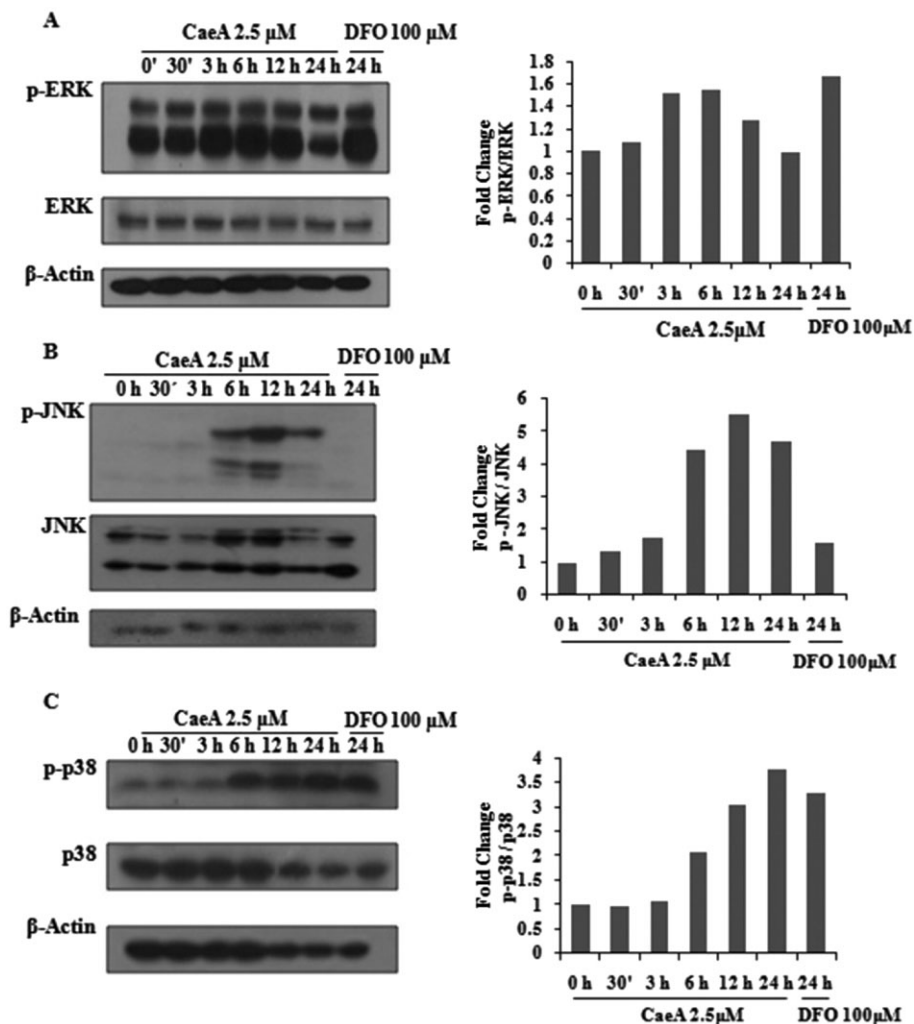 A
CaeA 2.5 µM DFO 100 µM
0' 30' 3 h 6 h 12 h 24 h 24 h
p-ERK
ERK
β-Actin
Fold Change
p-ERK/ERK
1.8
1.6
1.4
1.2
1
0.8
0.6
0.4
0.2
0
0 h 30' 3 h 6 h 12 h 24 h 24 h
CaeA 2.5µM DFO 100µM
B
CaeA 2.5 µM DFO 100 µM
0 h 30´ 3 h 6 h 12 h 24 h 24 h
p-JNK
JNK
β-Actin
Fold Change
p-JNK / JNK
6
5
4
3
2
1
0
0 h 30' 3 h 6 h 12 h 24 h 24 h
CaeA 2.5 µM DFO 100µM
C
CaeA 2.5 µM DFO 100 µM
0 h 30' 3 h 6 h 12 h 24 h 24 h
p-p38
p38
β-Actin
Fold Change
p-p38 / p38
4
3.5
3
2.5
2
1.5
1
0.5
0
0 h 30' 3 h 6 h 12 h 24 h 24 h
CaeA 2.5µM DFO 100µM